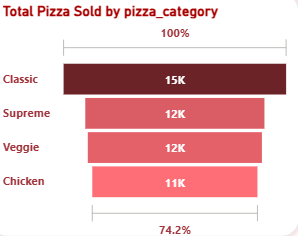 Total Pizza Sold by pizza_category
100%
Classic 15K
Supreme 12K
Veggie 12K
Chicken 11K
74.2%